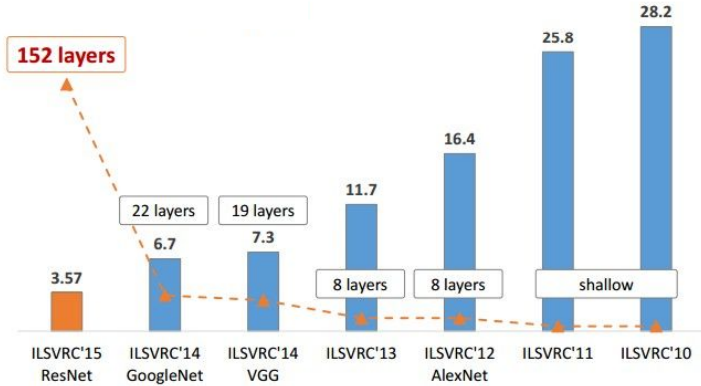 28.2
25.8
152 layers
16.4
11.7
22 layers
19 layers
6.7
7.3
3.57
8 layers
8 layers
shallow
ILSVRC'15
ResNet
ILSVRC'14
GoogleNet
ILSVRC'14
VGG
ILSVRC'13
ILSVRC'12
AlexNet
ILSVRC'11
ILSVRC'10